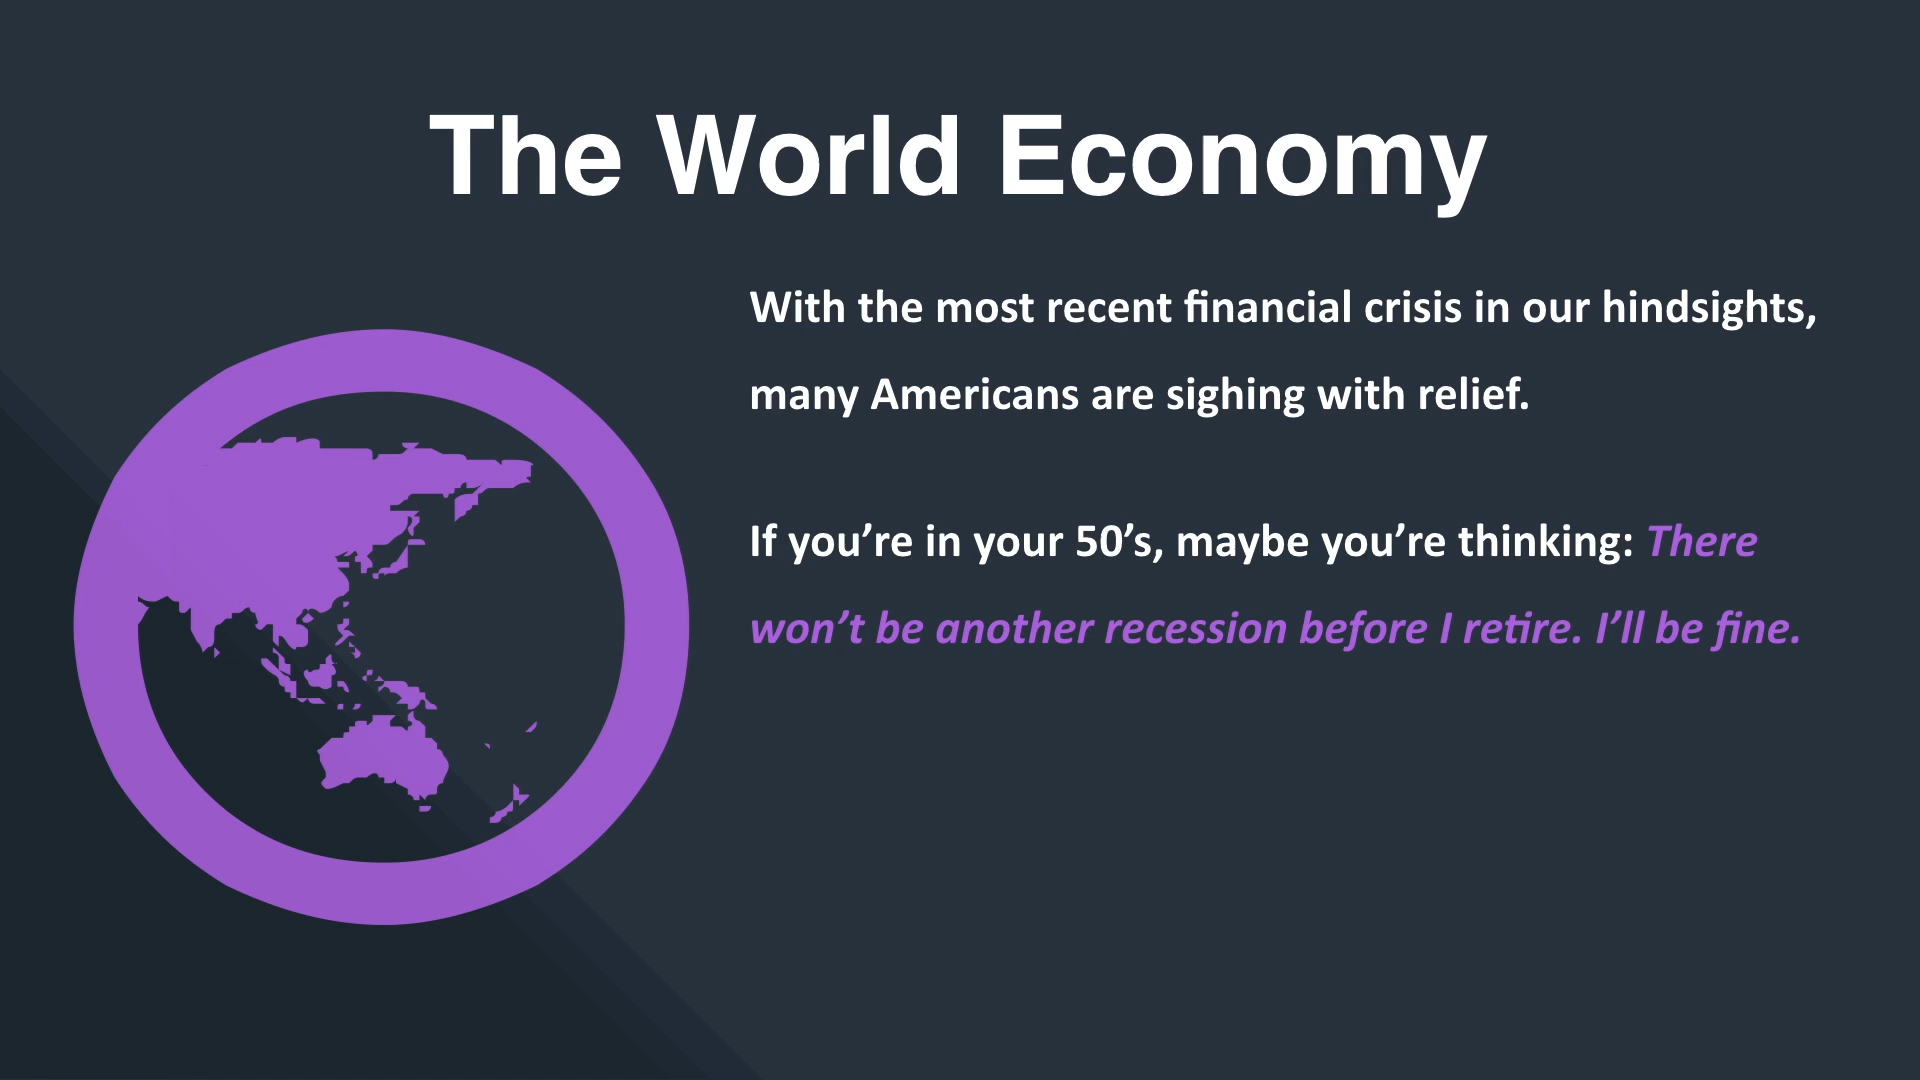 The World Economy
With the most recent financial crisis in our hindsights,
many Americans are sighing with relief.
If you’re in your 50’s, maybe you’re thinking: There
won’t be another recession before I retire. I’ll be fine.